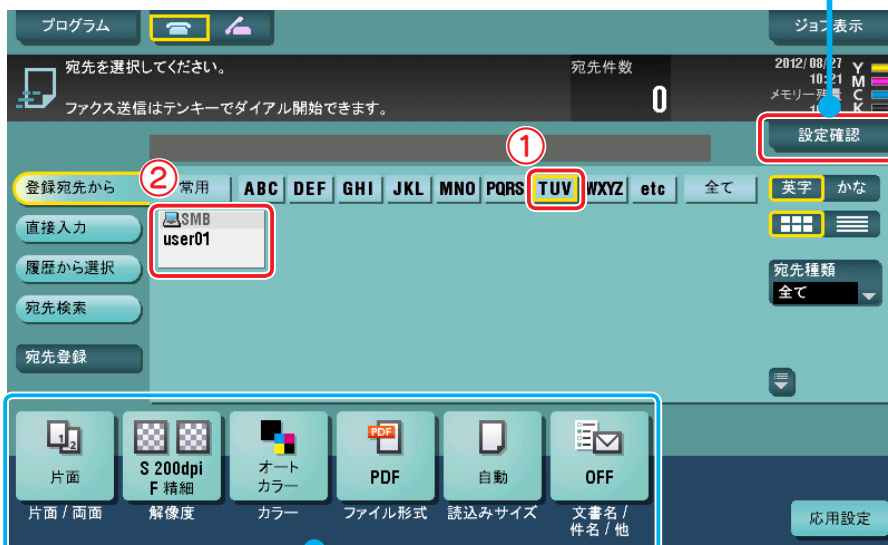 プログラム
ジョブ表示
宛先を選択してください。
宛先件数
0
ファクス送信はテンキーでダイアル開始できます。
2012/08/27
10:21
メモリー残量
Y
M
C
K
設定確認
①
②
登録宛先から
常用
ABC
DEF
GHI
JKL
MNO
PQRS
TUV
WXYZ
etc
全て
英字
かな
直接入力
SMB
user01
履歴から選択
宛先検索
宛先種類
全て
宛先登録
1
2
PDF
片面
S 200dpi
F 精細
オート
カラー
PDF
自動
OFF
片面 / 両面
解像度
カラー
ファイル形式
読込みサイズ
文書名 /
件名 / 他
応用設定